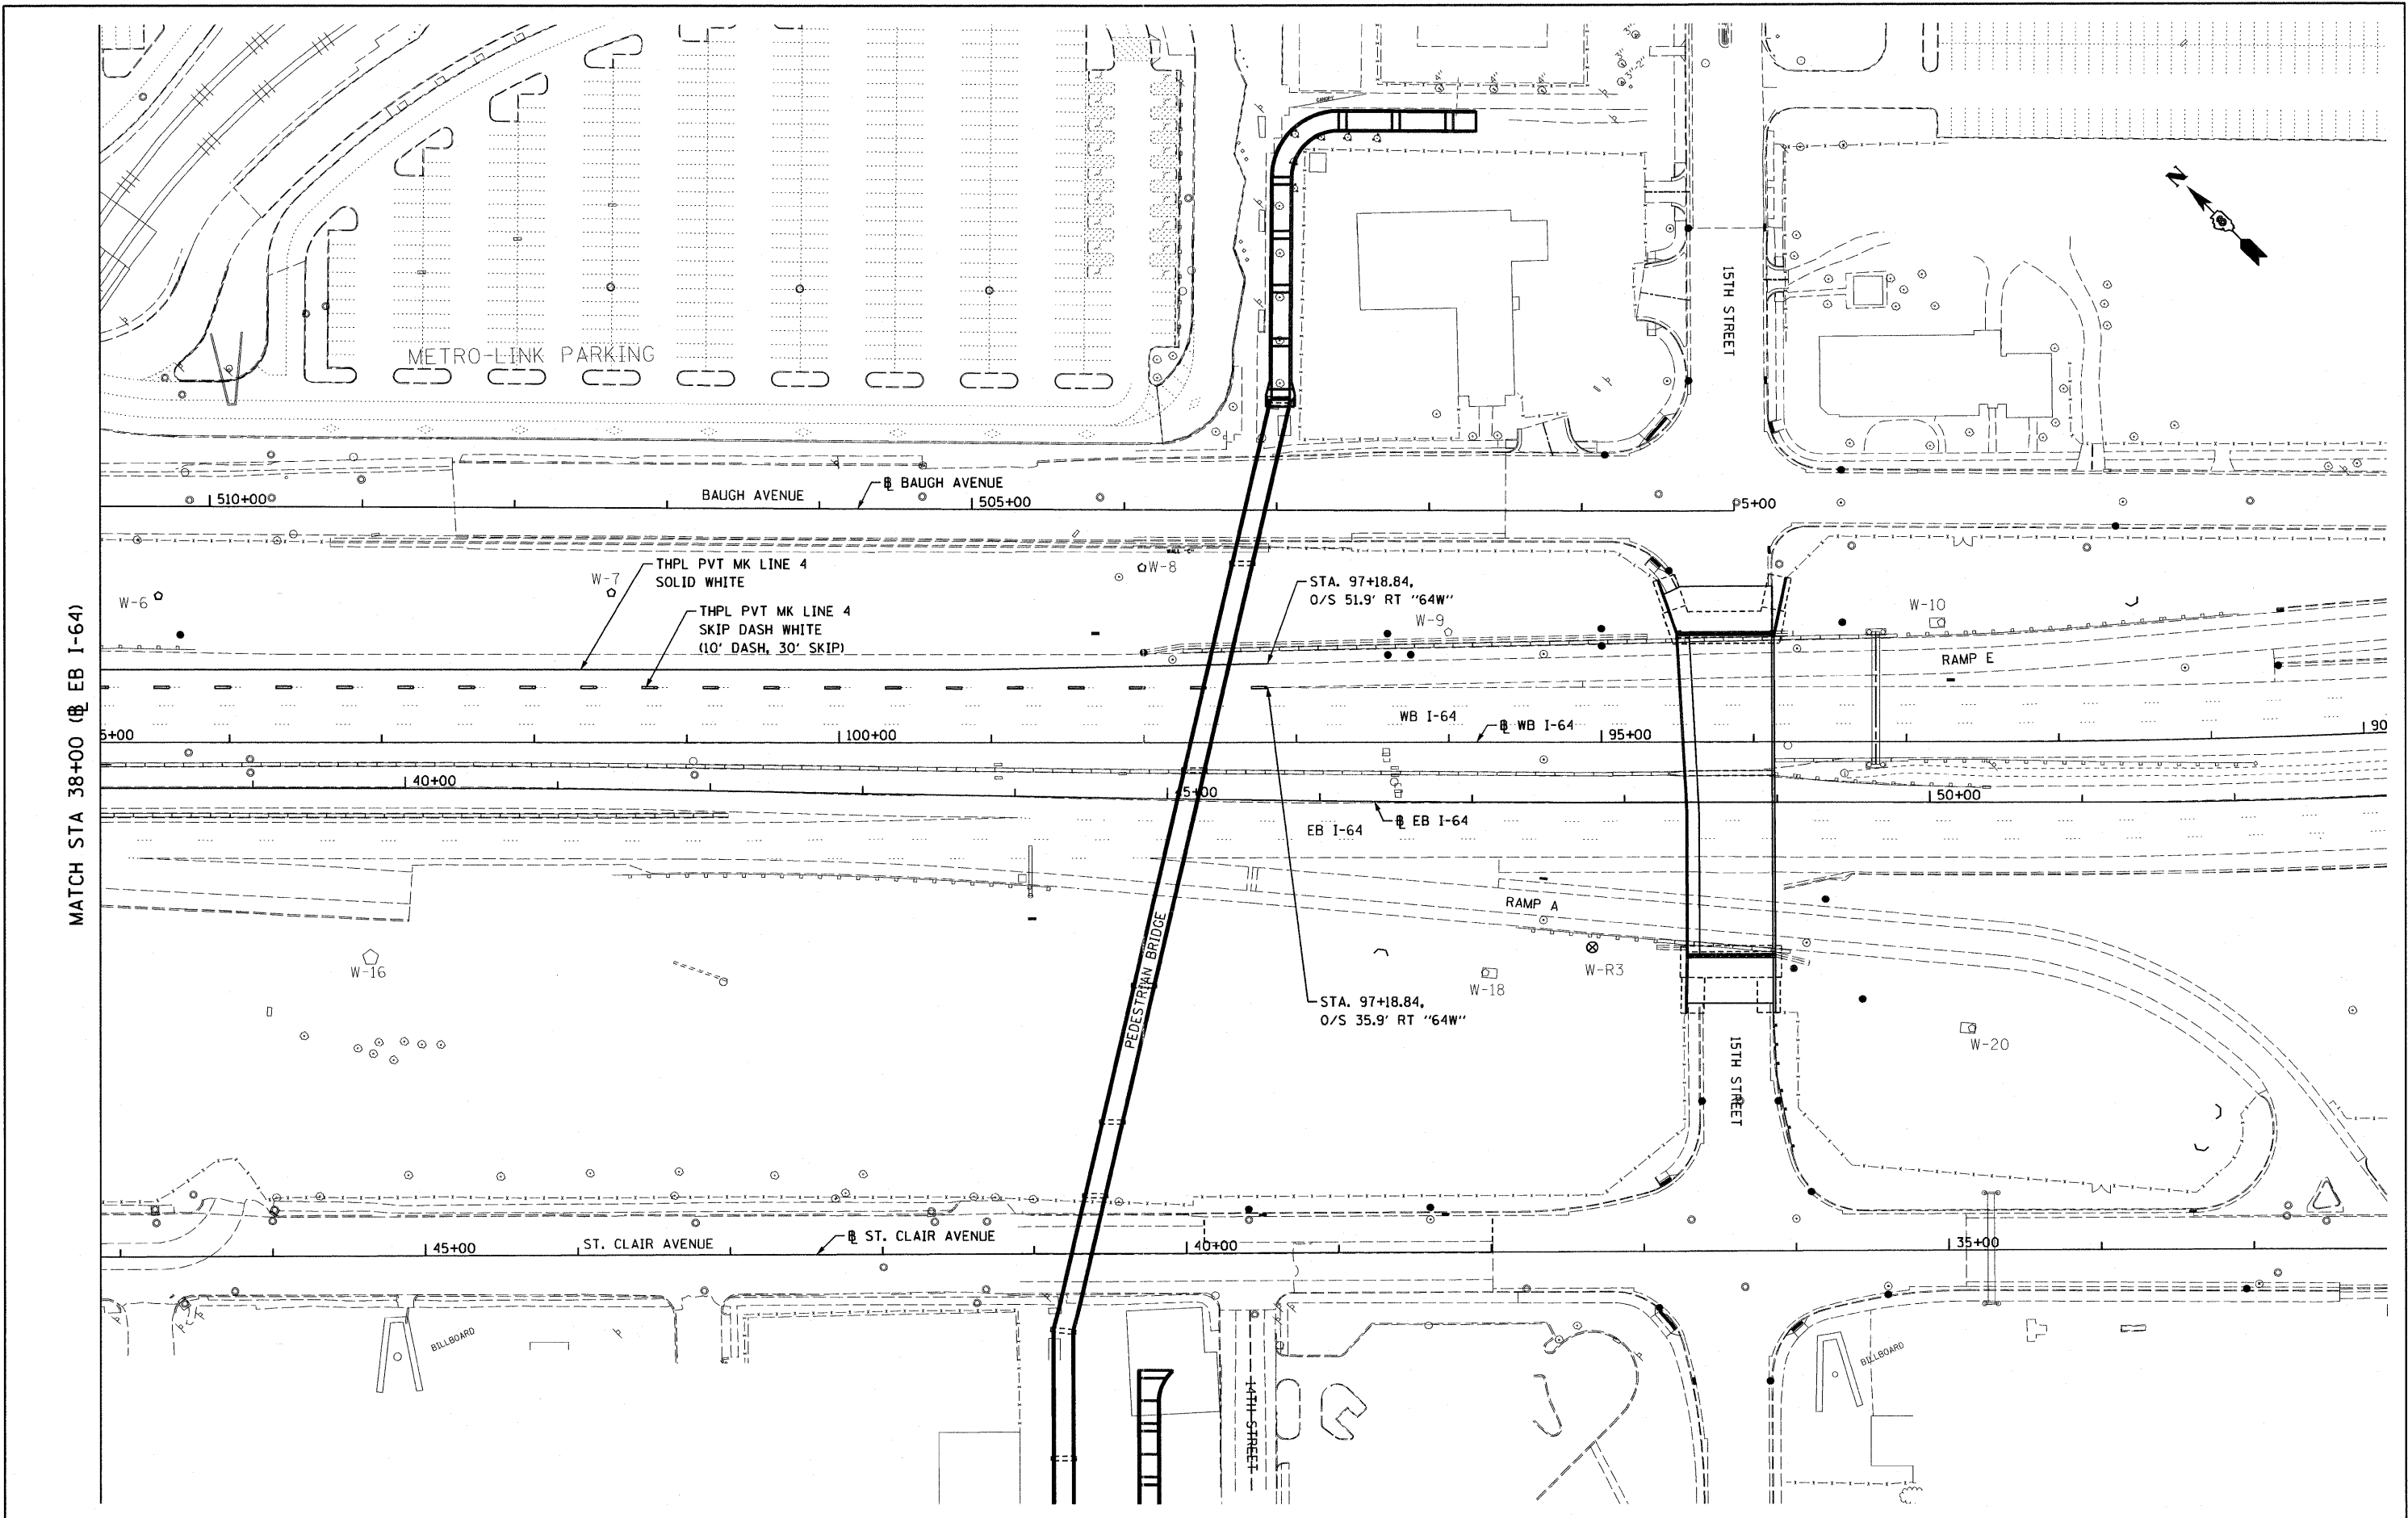 CANOPY
3"
3"
3"-2"
N
15TH STREET
METRO-LINK PARKING
510+00
BAUGH AVENUE
B BAUGH AVENUE
505+00
5+00
THPL PVT MK LINE 4
SOLID WHITE
W-7
W-8
W-6
THPL PVT MK LINE 4
SKIP DASH WHITE
(10' DASH, 30' SKIP)
STA. 97+18.84,
O/S 51.9' RT "64W"
W-9
W-10
RAMP E
MATCH STA 38+00 (B EB I-64)
WB I-64
B WB I-64
5+00
100+00
95+00
90
40+00
45+00
50+00
EB I-64
B EB I-64
RAMP A
W-16
PEDESTRIAN BRIDGE
W-18
W-R3
STA. 97+18.84,
O/S 35.9' RT "64W"
W-20
15TH STREET
45+00
ST. CLAIR AVENUE
B ST. CLAIR AVENUE
40+00
35+00
BILLBOARD
BILLBOARD
14TH STREET